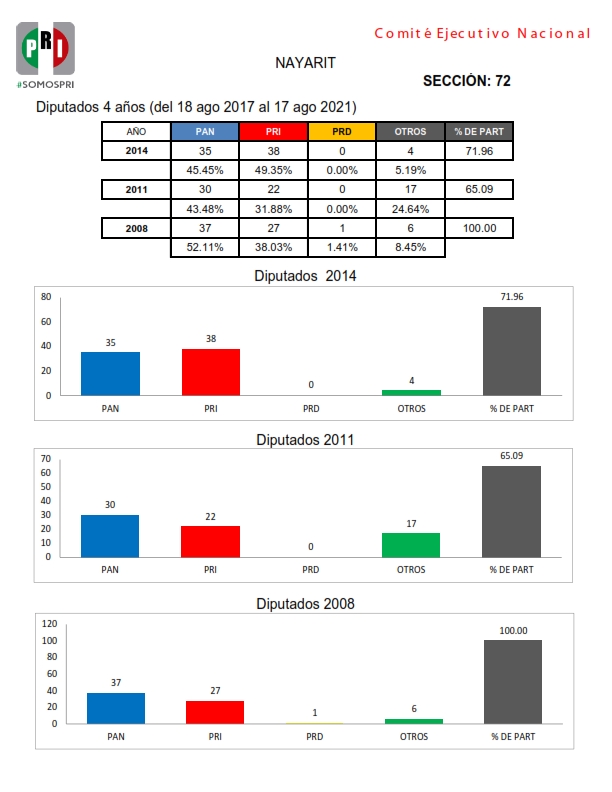 Comité Ejecutivo Nacional
PRI
#SOMOSPRI
NAYARIT
SECCIÒN: 72
Diputados 4 años (del 18 ago 2017 al 17 ago 2021)
AÑO PAN PRI PRD OTROS % DE PART
2014 35 38 0 4 71.96
45.45% 49.35% 0.00% 5.19%
2011 30 22 0 17 65.09
43.48% 31.88% 0.00% 24.64%
2008 37 27 1 6 100.00
52.11% 38.03% 1.41% 8.45%
Diputados 2014
80
60
40
20
0
35 38 0 4 71.96
PAN PRI PRD OTROS % DE PART
Diputados 2011
70
60
50
40
30
20
10
0
30 22 0 17 65.09
PAN PRI PRD OTROS % DE PART
Diputados 2008
120
100
80
60
40
20
0
37 27 1 6 100.00
PAN PRI PRD OTROS % DE PART